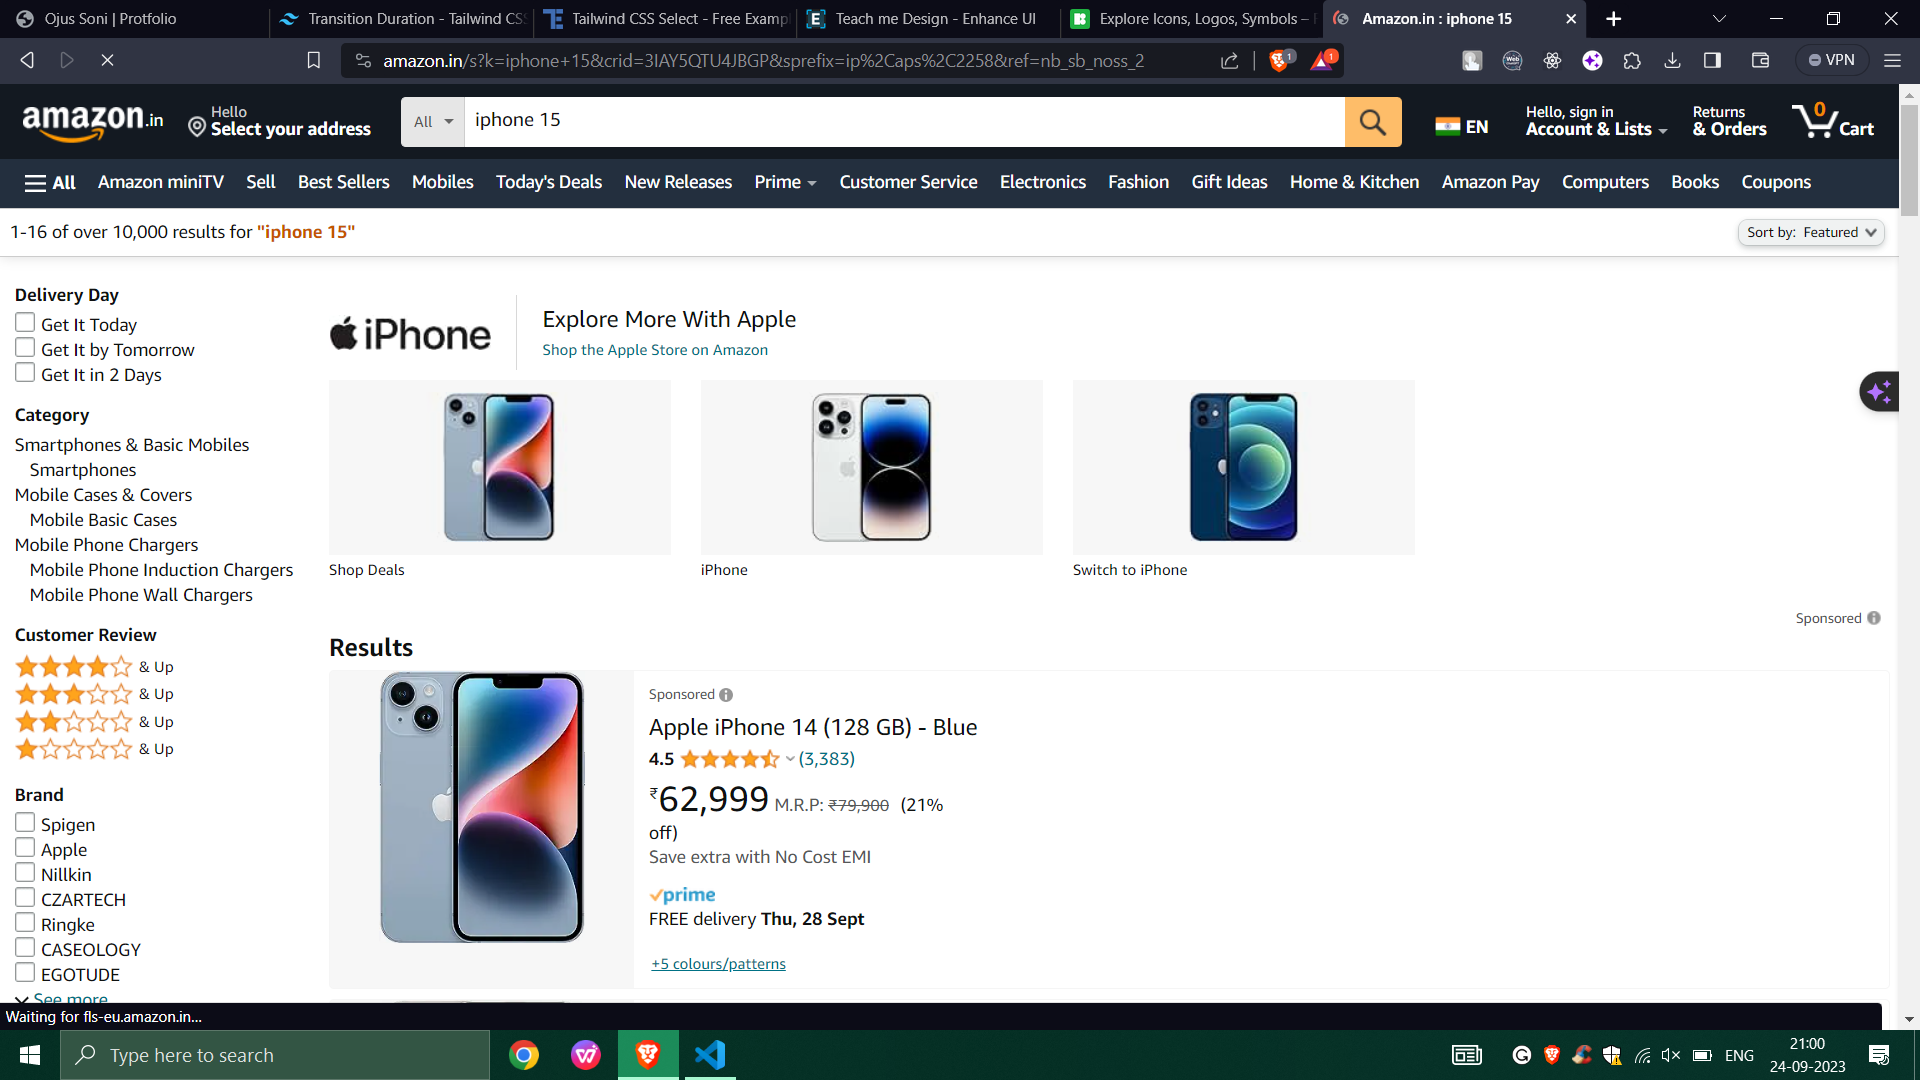 Ojus Soni | Protfolio
Transition Duration - Tailwind CSS
Tailwind CSS Select - Free Exampl
Teach me Design - Enhance UI
Explore Icons, Logos, Symbols –
Amazon.in : iphone 15
amazon.in/s?k=iphone+15&crid=3IAY5QTU4JBGP&sprefix=ip%2Caps%2C2258&ref=nb_sb_noss_2
1
1
VPN
amazon.in
Hello
Select your address
All
iphone 15
EN
Hello, sign in
Account & Lists
Returns
& Orders
0
Cart
All
Amazon miniTV
Sell
Best Sellers
Mobiles
Today's Deals
New Releases
Prime
Customer Service
Electronics
Fashion
Gift Ideas
Home & Kitchen
Amazon Pay
Computers
Books
Coupons
1-16 of over 10,000 results for "iphone 15"
Sort by: Featured
Delivery Day
Get It Today
Get It by Tomorrow
Get It in 2 Days
Category
Smartphones & Basic Mobiles
Smartphones
Mobile Cases & Covers
Mobile Basic Cases
Mobile Phone Chargers
Mobile Phone Induction Chargers
Mobile Phone Wall Chargers
Customer Review
& Up
& Up
& Up
& Up
Brand
Spigen
Apple
Nillkin
CZARTECH
Ringke
CASEOLOGY
EGOTUDE
See more
iPhone
Explore More With Apple
Shop the Apple Store on Amazon
Shop Deals
iPhone
Switch to iPhone
Sponsored
Results
Sponsored
Apple iPhone 14 (128 GB) - Blue
4.5 (3,383)
₹62,999 M.R.P: ₹79,900 (21%
off)
Save extra with No Cost EMI
prime
FREE delivery Thu, 28 Sept
+5 colours/patterns
Waiting for fls-eu.amazon.in...
Type here to search
ENG
21:00
24-09-2023